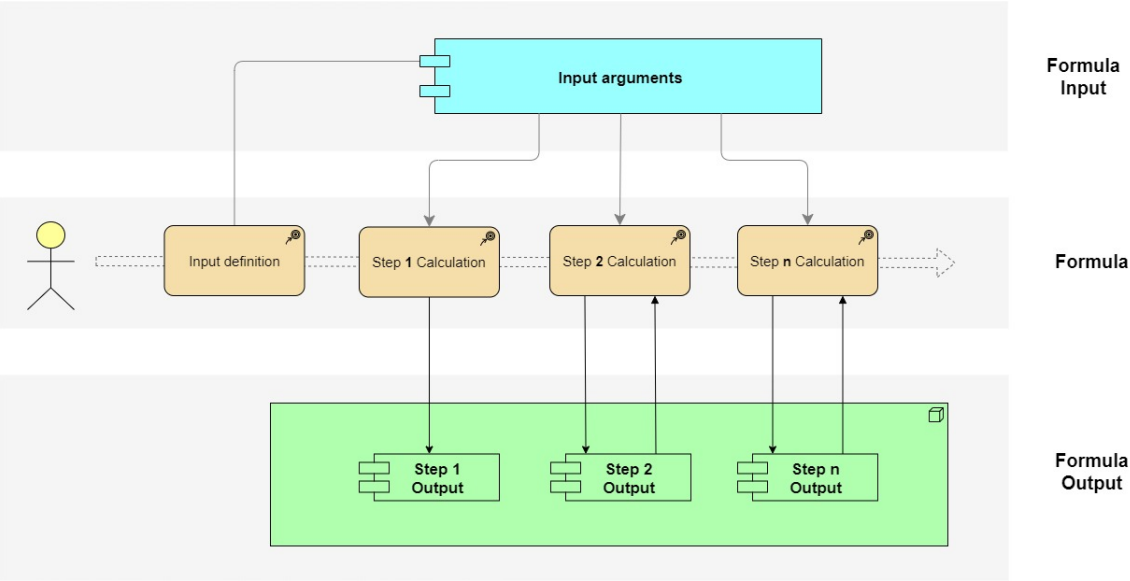 Input arguments
Formula
Input
Input definition
Step 1 Calculation
Step 2 Calculation
Step n Calculation
Formula
Step 1
Output
Step 2
Output
Step n
Output
Formula
Output